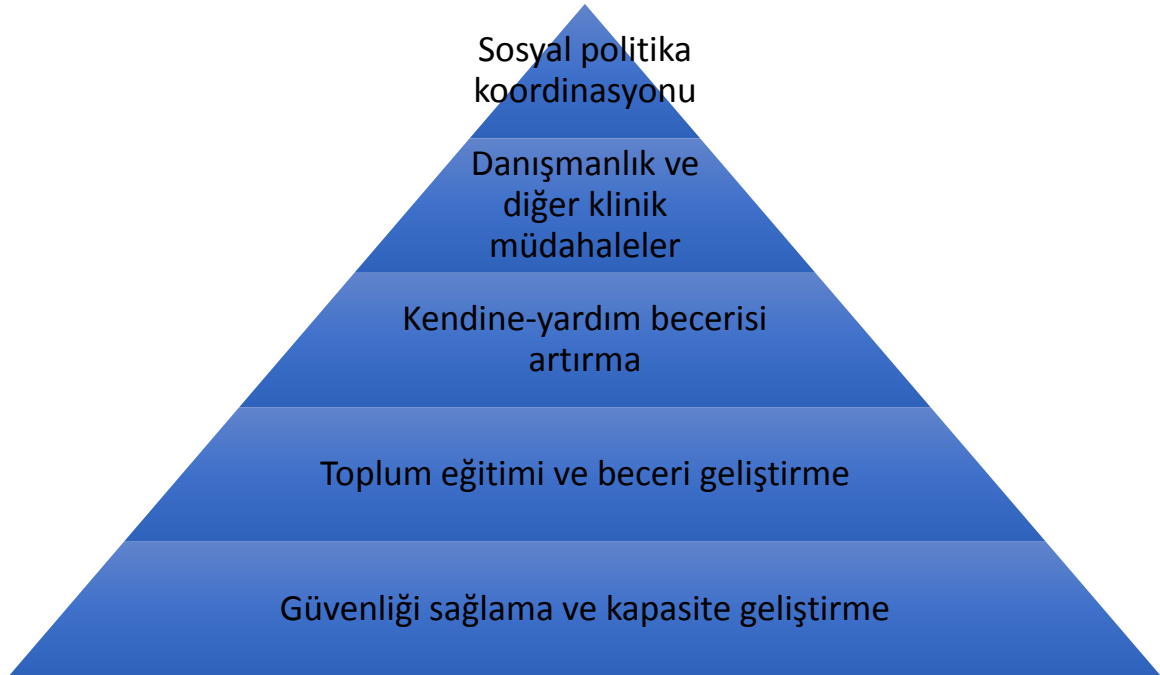 Sosyal politika
koordinasyonu
Danışmanlık ve
diğer klinik
müdahaleler
Kendine-yardım becerisi
artırma
Toplum eğitimi ve beceri geliştirme
Güvenliği sağlama ve kapasite geliştirme